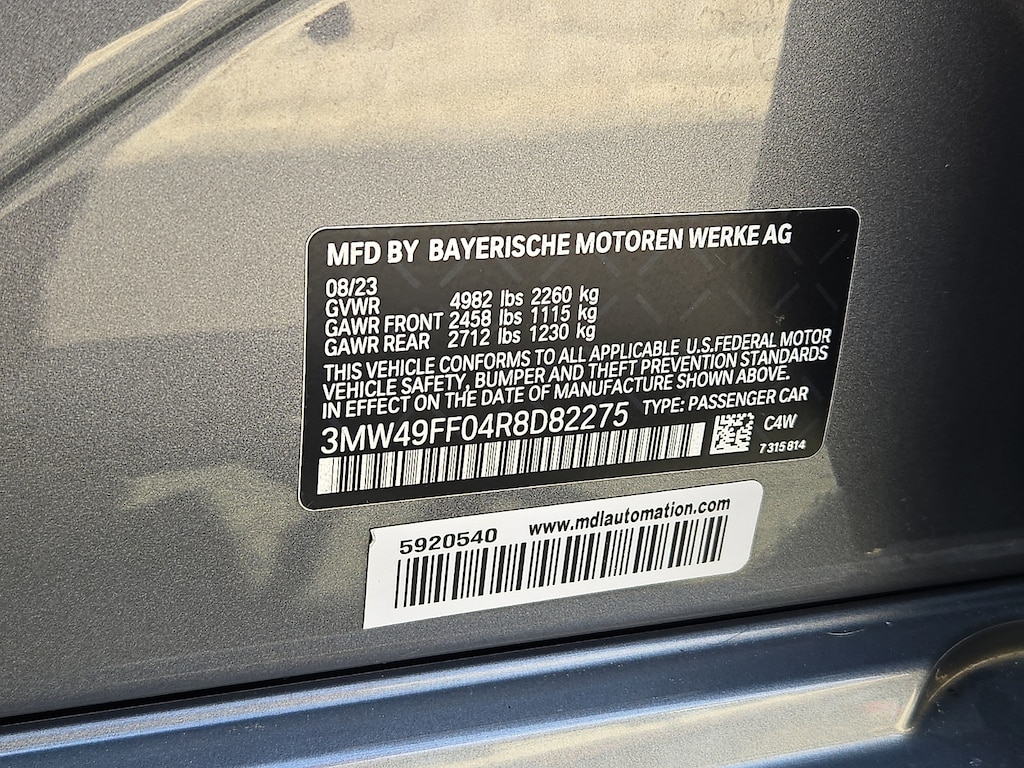 MFD BY BAYERISCHE MOTOREN WERKE AG
08/23
GVWR 4982 lbs 2260 kg
GAWR FRONT 2458 lbs 1115 kg
GAWR REAR 2712 lbs 1230 kg
THIS VEHICLE CONFORMS TO ALL APPLICABLE U.S.FEDERAL MOTOR
VEHICLE SAFETY, BUMPER AND THEFT PREVENTION STANDARDS
IN EFFECT ON THE DATE OF MANUFACTURE SHOWN ABOVE.
3MW49FF04R8D82275 TYPE: PASSENGER CAR
C4W
7315814
5920540 www.mdlautomation.com